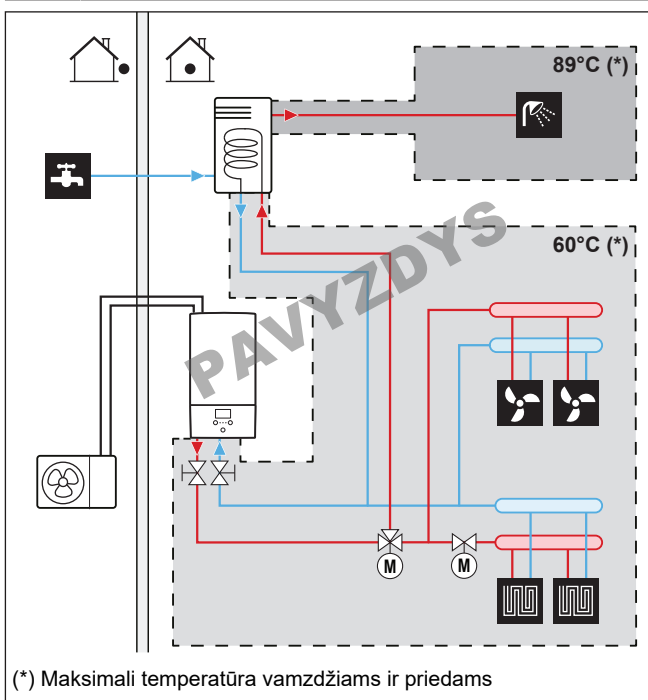 89°C (*)
60°C (*)
PAVYZDYS
M
M
(*) Maksimali temperatūra vamzdžiams ir priedams